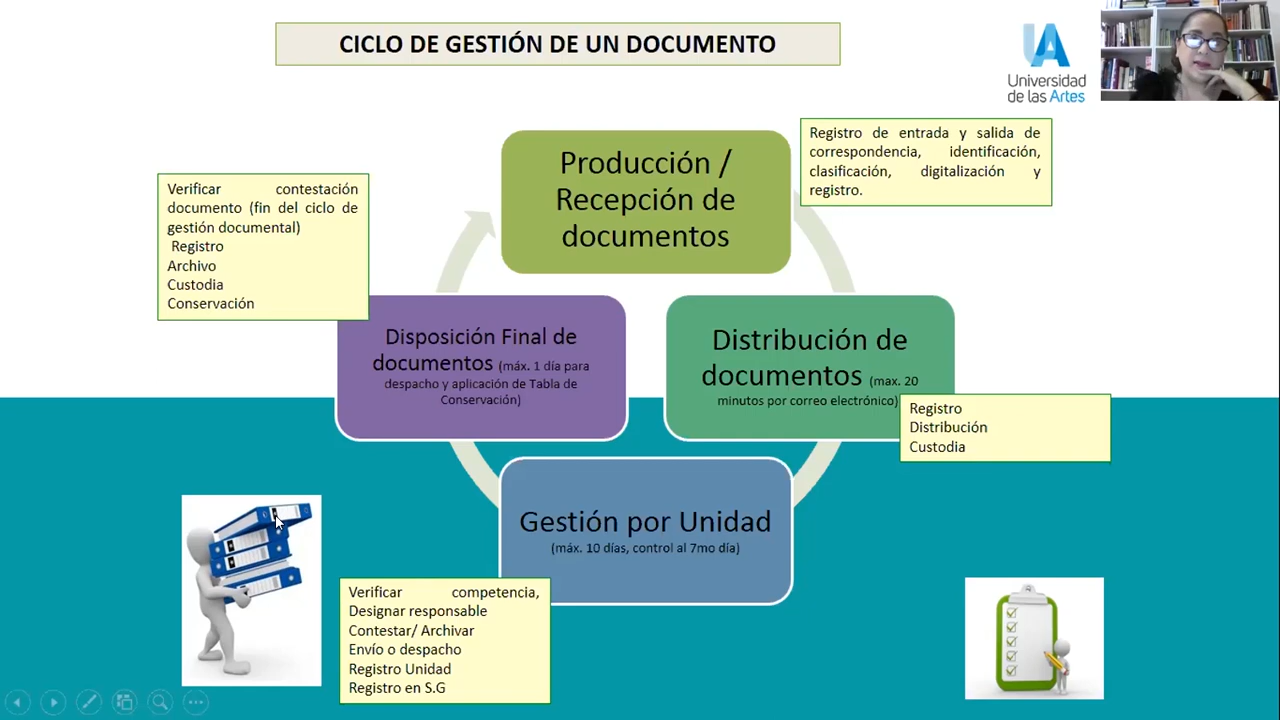 CICLO DE GESTIÓN DE UN DOCUMENTO
UA
Universidad
de las Artes
Producción /
Recepción de
documentos
Registro de entrada y salida de
correspondencia, identificación,
clasificación, digitalización y
registro.
Verificar contestación
documento (fin del ciclo de
gestión documental)
Registro
Archivo
Custodia
Conservación
Disposición Final de
documentos (máx. 1 día para
despacho y aplicación de Tabla de
Conservación)
Distribución de
documentos (max. 20
minutos por correo electrónico)
Registro
Distribución
Custodia
Gestión por Unidad
(máx. 10 días, control al 7mo día)
Verificar competencia,
Designar responsable
Contestar/ Archivar
Envío o despacho
Registro Unidad
Registro en S.G